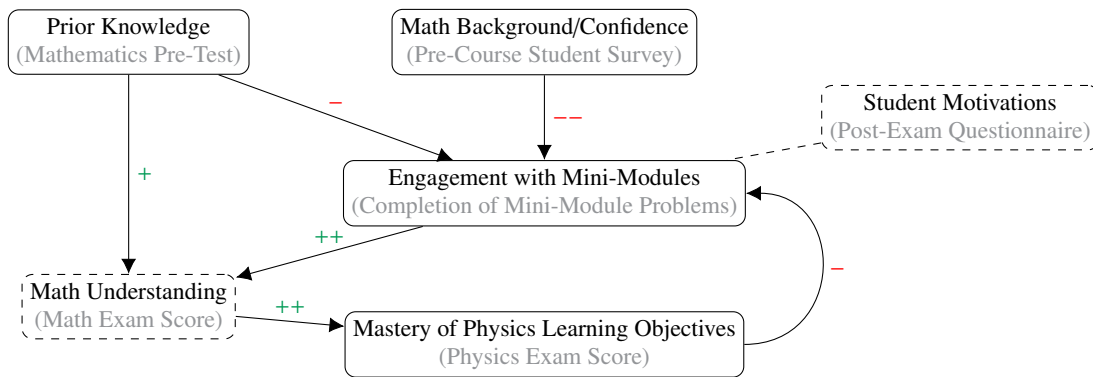 Prior Knowledge
(Mathematics Pre-Test)
Math Background/Confidence
(Pre-Course Student Survey)
Student Motivations
(Post-Exam Questionnaire)
−
−−
+
Engagement with Mini-Modules
(Completion of Mini-Module Problems)
++
−
Math Understanding
(Math Exam Score)
++
Mastery of Physics Learning Objectives
(Physics Exam Score)